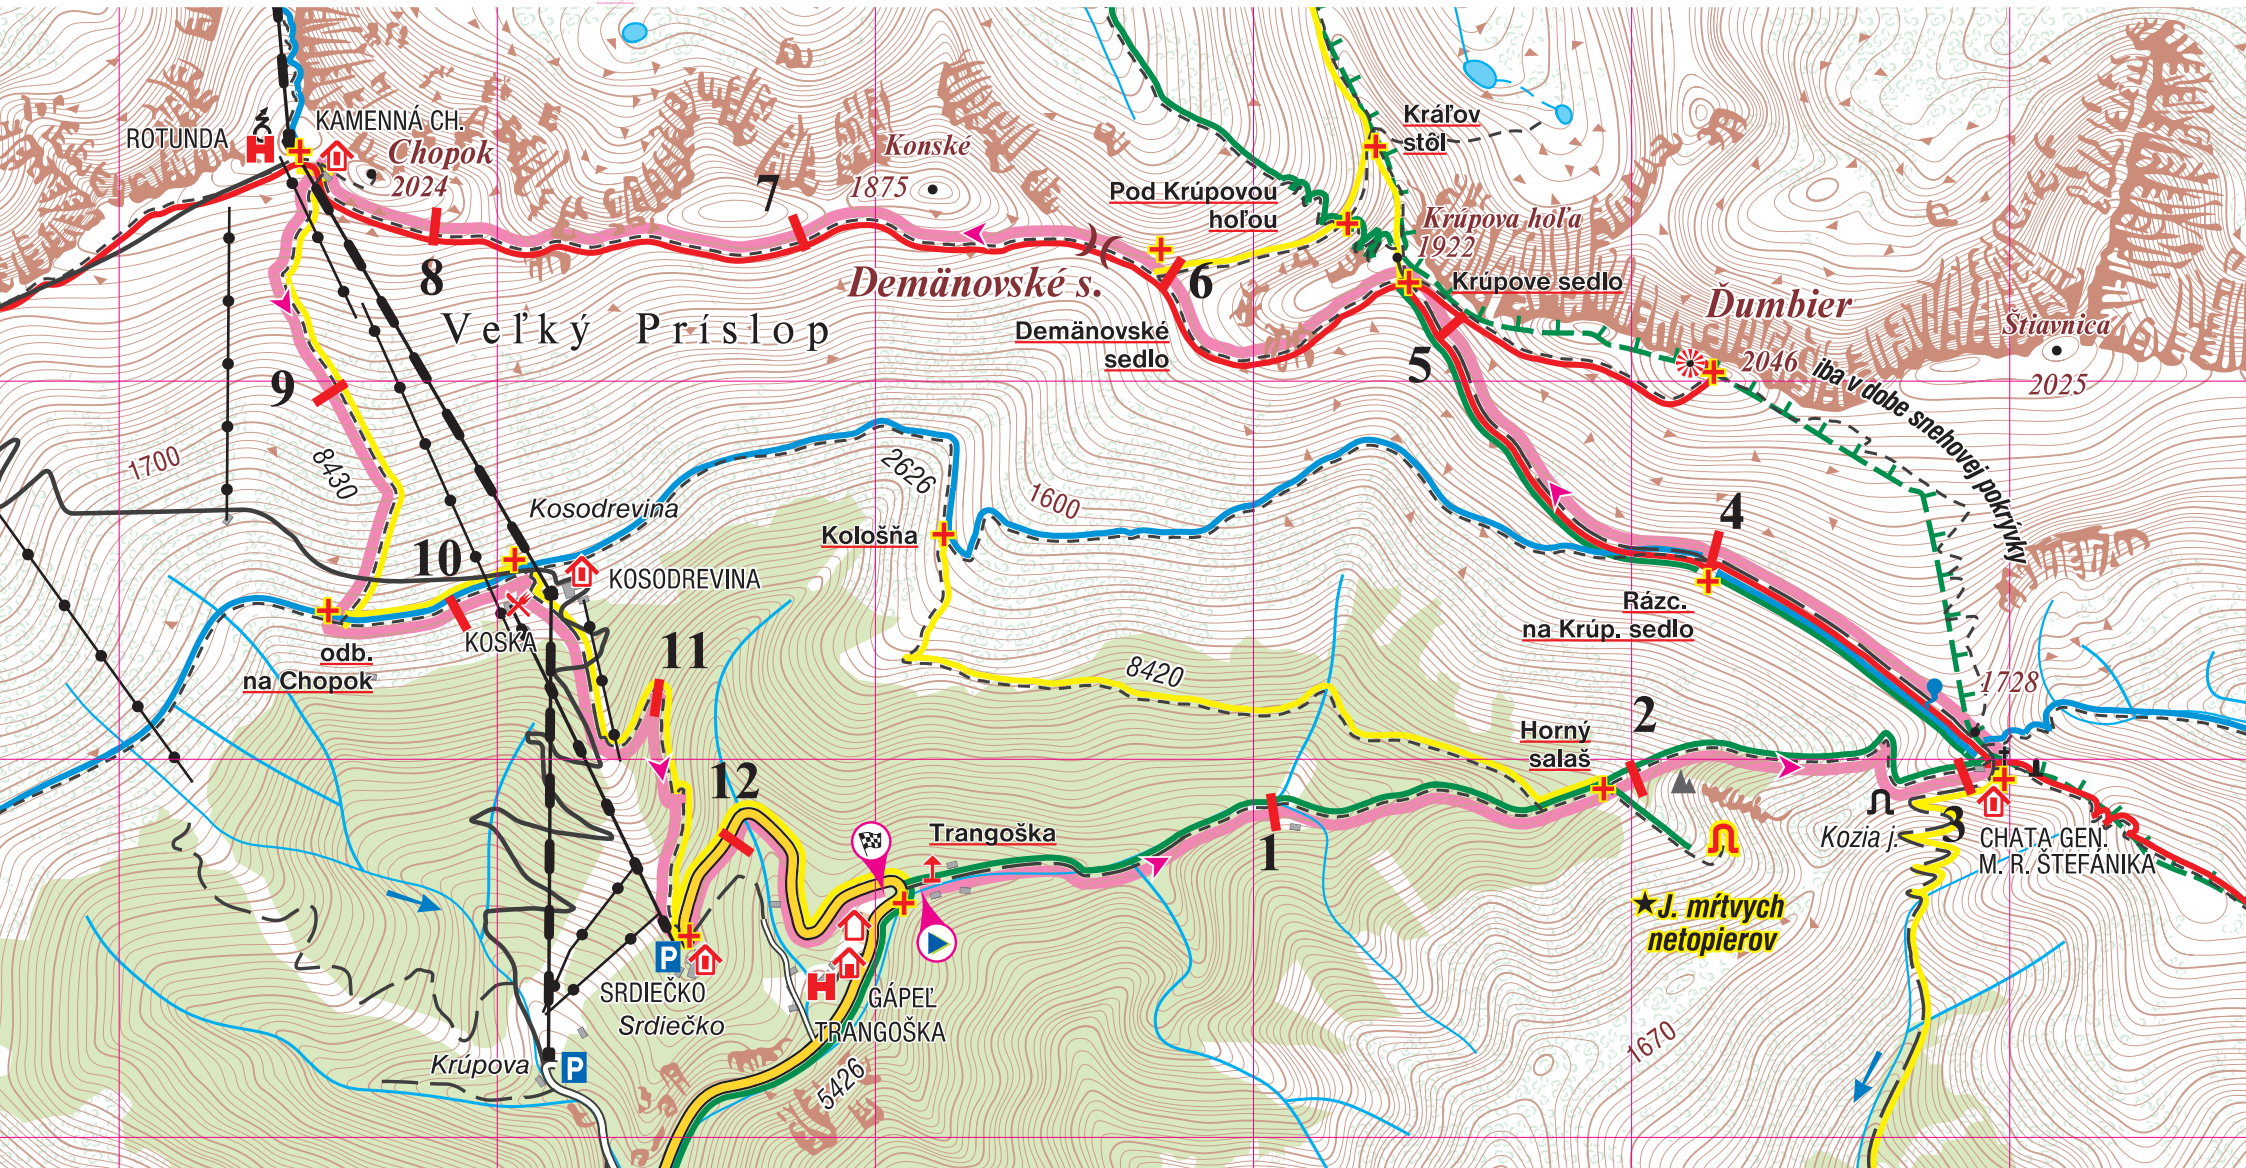 ROTUNDA
KAMENNÁ CH.
Chopok
2024
Konské
1875
7
8
Kráľov
stôl
Pod Krúpovou
hoľou
Krúpova hoľa
1922
Krúpove sedlo
Demänovské s.
6
Demänovské
sedlo
5
Ďumbier
2046
Štiavnica
2025
iba v dobe snehovej pokrývky
Veľký Príslop
9
1700
8430
10
Kosodrevina
KOSODREVINA
KOSKA
odb.
na Chopok
2626
1600
Kološňa
4
Rázc.
na Krúp. sedlo
11
8420
1728
Horný
salaš
2
12
Trangoška
1
Kozia j.
3
CHATA GEN.
M. R. ŠTEFÁNIKA
J. mŕtvych
netopierov
P
SRDIEČKO
Srdiečko
GÁPEĽ
TRANGOŠKA
Krúpova
P
5426
1670